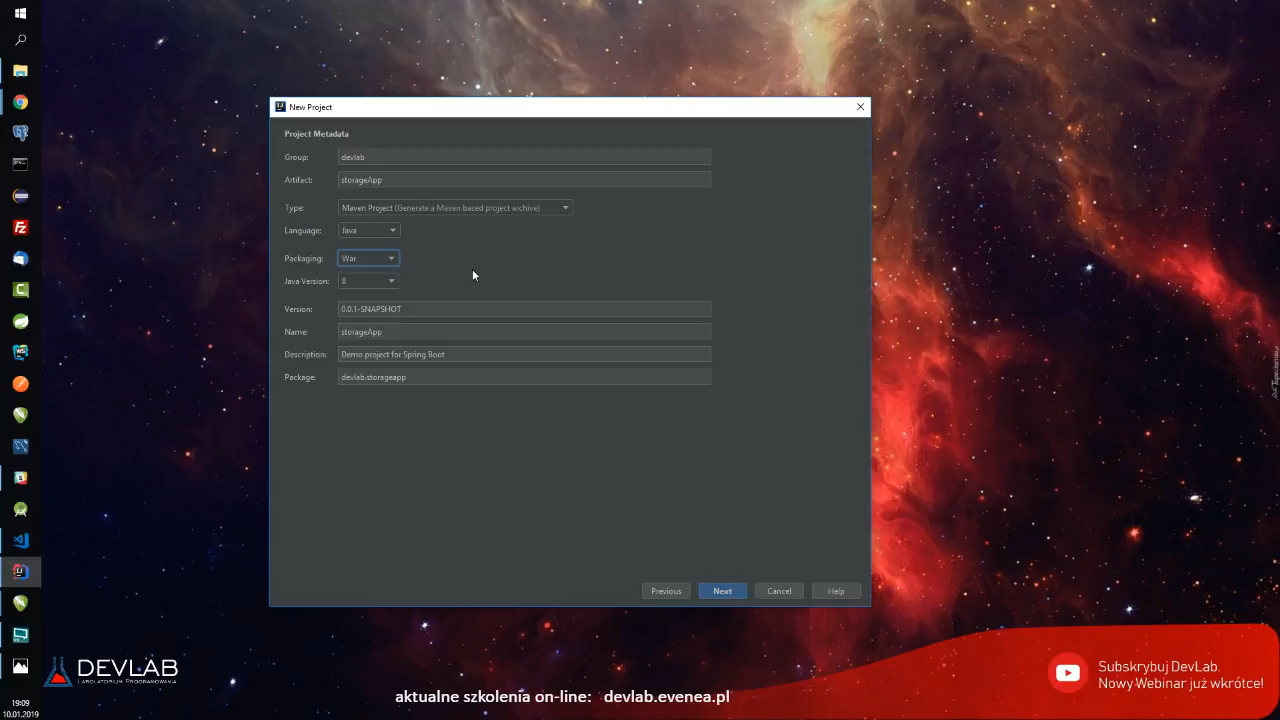 New Project
Project Metadata
Group: devlab
Artifact: storageApp
Type: Maven Project (Generate a Maven based project archive)
Language: Java
Packaging: War
Java Version: 8
Version: 0.0.1-SNAPSHOT
Name: storageApp
Description: Demo project for Spring Boot
Package: devlab.storageapp
Previous Next Cancel Help
DEVLAB
LABORATORIUM PROGRAMOWANIA
aktualne szkolenia on-line: devlab.evenea.pl
Subskrybuj DevLab.
Nowy Webinar już wkrótce!
19:09
10.01.2019